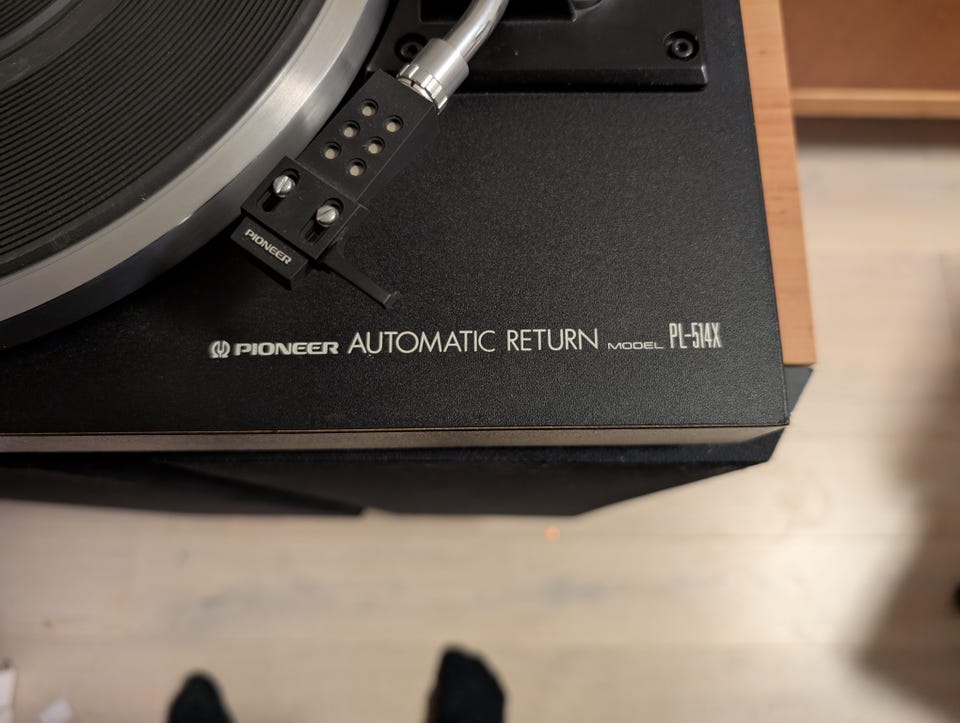 PIONEER
PIONEER AUTOMATIC RETURN MODEL PL-514X